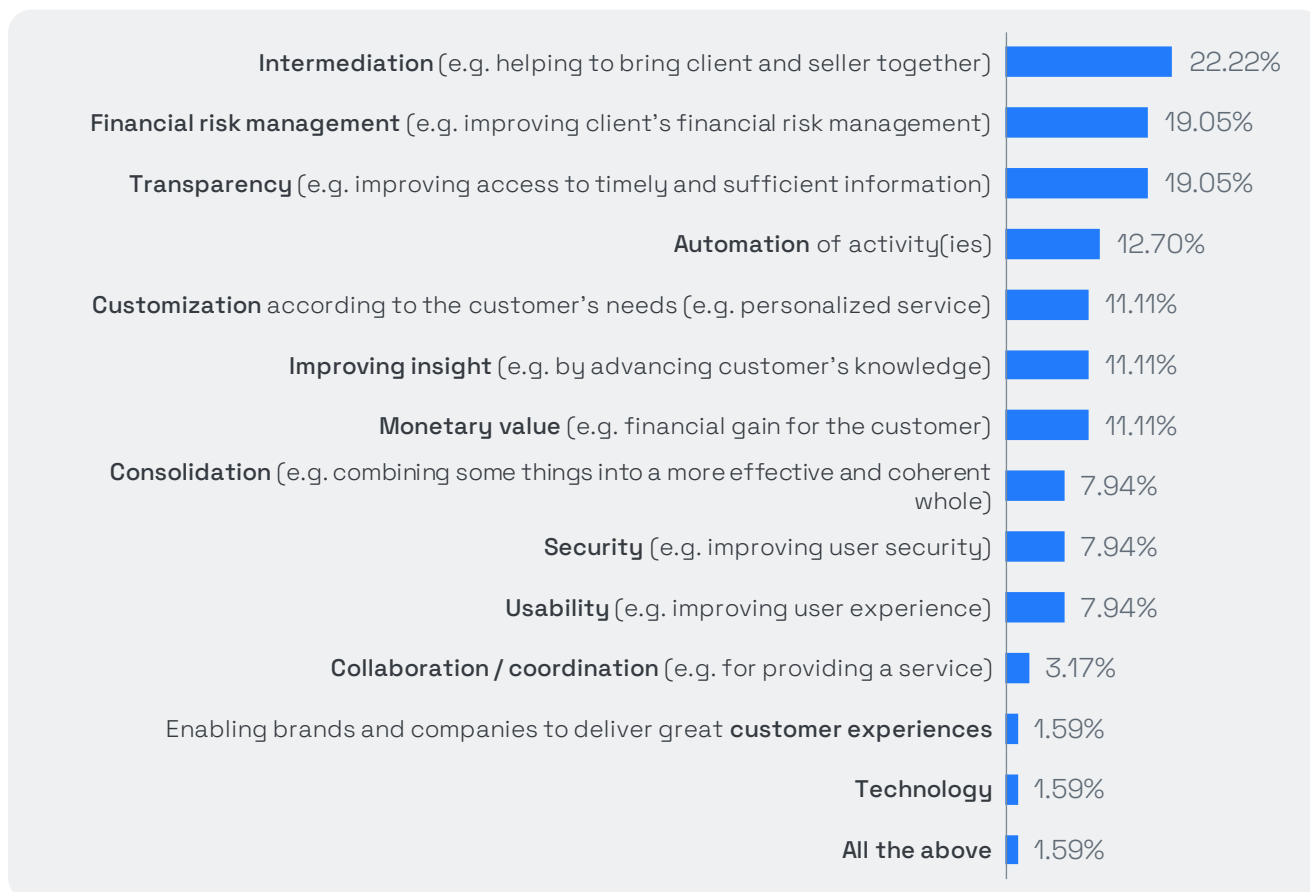 Intermediation (e.g. helping to bring client and seller together) 22.22%
Financial risk management (e.g. improving client's financial risk management) 19.05%
Transparency (e.g. improving access to timely and sufficient information) 19.05%
Automation of activity(ies) 12.70%
Customization according to the customer's needs (e.g. personalized service) 11.11%
Improving insight (e.g. by advancing customer's knowledge) 11.11%
Monetary value (e.g. financial gain for the customer) 11.11%
Consolidation (e.g. combining some things into a more effective and coherent
whole) 7.94%
Security (e.g. improving user security) 7.94%
Usability (e.g. improving user experience) 7.94%
Collaboration / coordination (e.g. for providing a service) 3.17%
Enabling brands and companies to deliver great customer experiences 1.59%
Technology 1.59%
All the above 1.59%